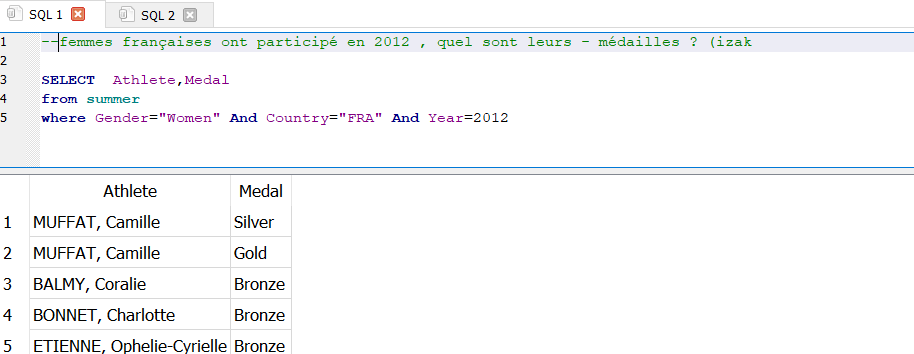 SQL 1 SQL 2
1 --femmes françaises ont participé en 2012 , quel sont leurs - médailles ? (izak
2
3 SELECT Athlete,Medal
4 from summer
5 where Gender="Women" And Country="FRA" And Year=2012
Athlete Medal
1 MUFFAT, Camille Silver
2 MUFFAT, Camille Gold
3 BALMY, Coralie Bronze
4 BONNET, Charlotte Bronze
5 ETIENNE, Ophelie-Cyrielle Bronze